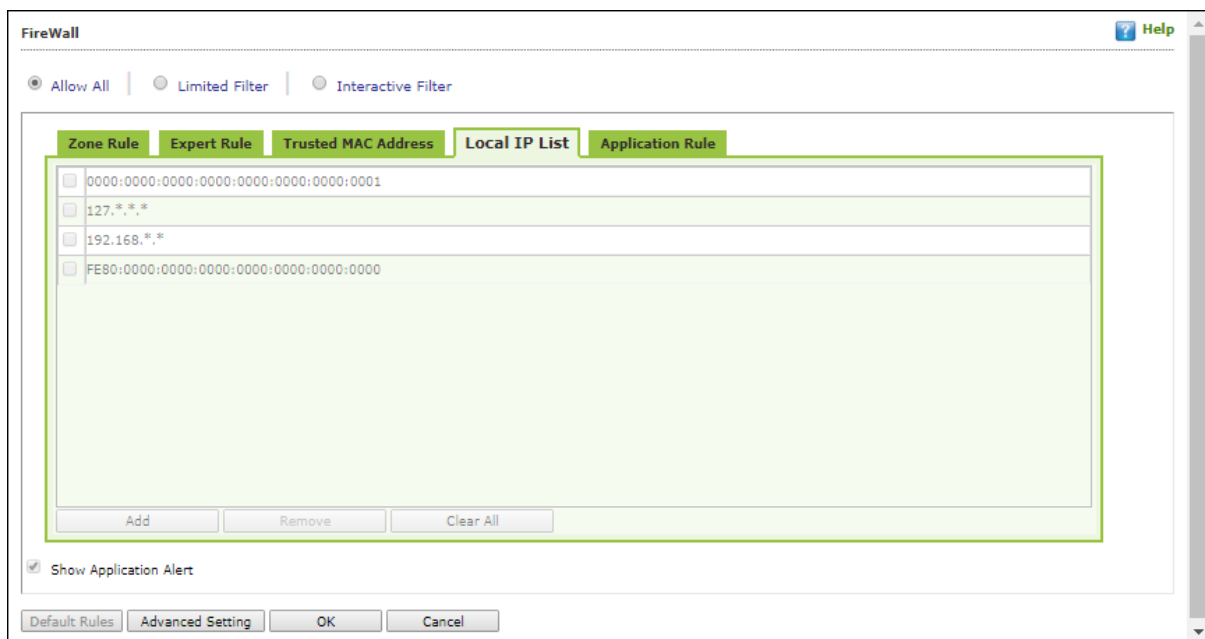 FireWall
? Help
Allow All Limited Filter Interactive Filter
Zone Rule Expert Rule Trusted MAC Address Local IP List Application Rule
0000:0000:0000:0000:0000:0000:0000:0001
127.*.*.*
192.168.*.*
FE80:0000:0000:0000:0000:0000:0000:0000
Add Remove Clear All
Show Application Alert
Default Rules Advanced Setting OK Cancel